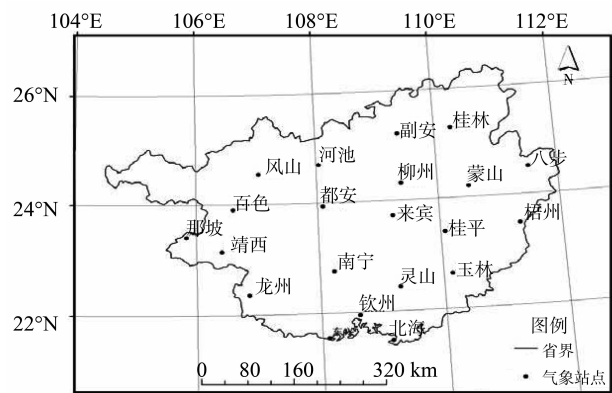 104°E 106°E 108°E 110°E 112°E
26°N
N
桂林
副安
河池
风山
八步
柳州
蒙山
都安
百色
24°N
来宾
梧州
那坡
桂平
靖西
南宁
玉林
灵山
龙州
钦州
22°N
北海
图例
省界
气象站点
0 80 160 320 km